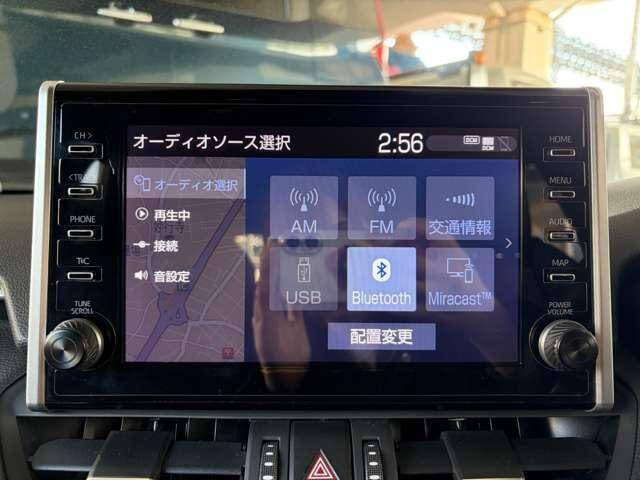 CH >
< TRACK
PHONE
T・C
TUNE
SCROLL
オーディオソース選択
2:56
DCM
DCM
オーディオ選択
再生中
接続
音設定
AM
FM
交通情報
USB
Bluetooth
Miracast™
配置変更
HOME
MENU
AUDIO
MAP
POWER
VOLUME